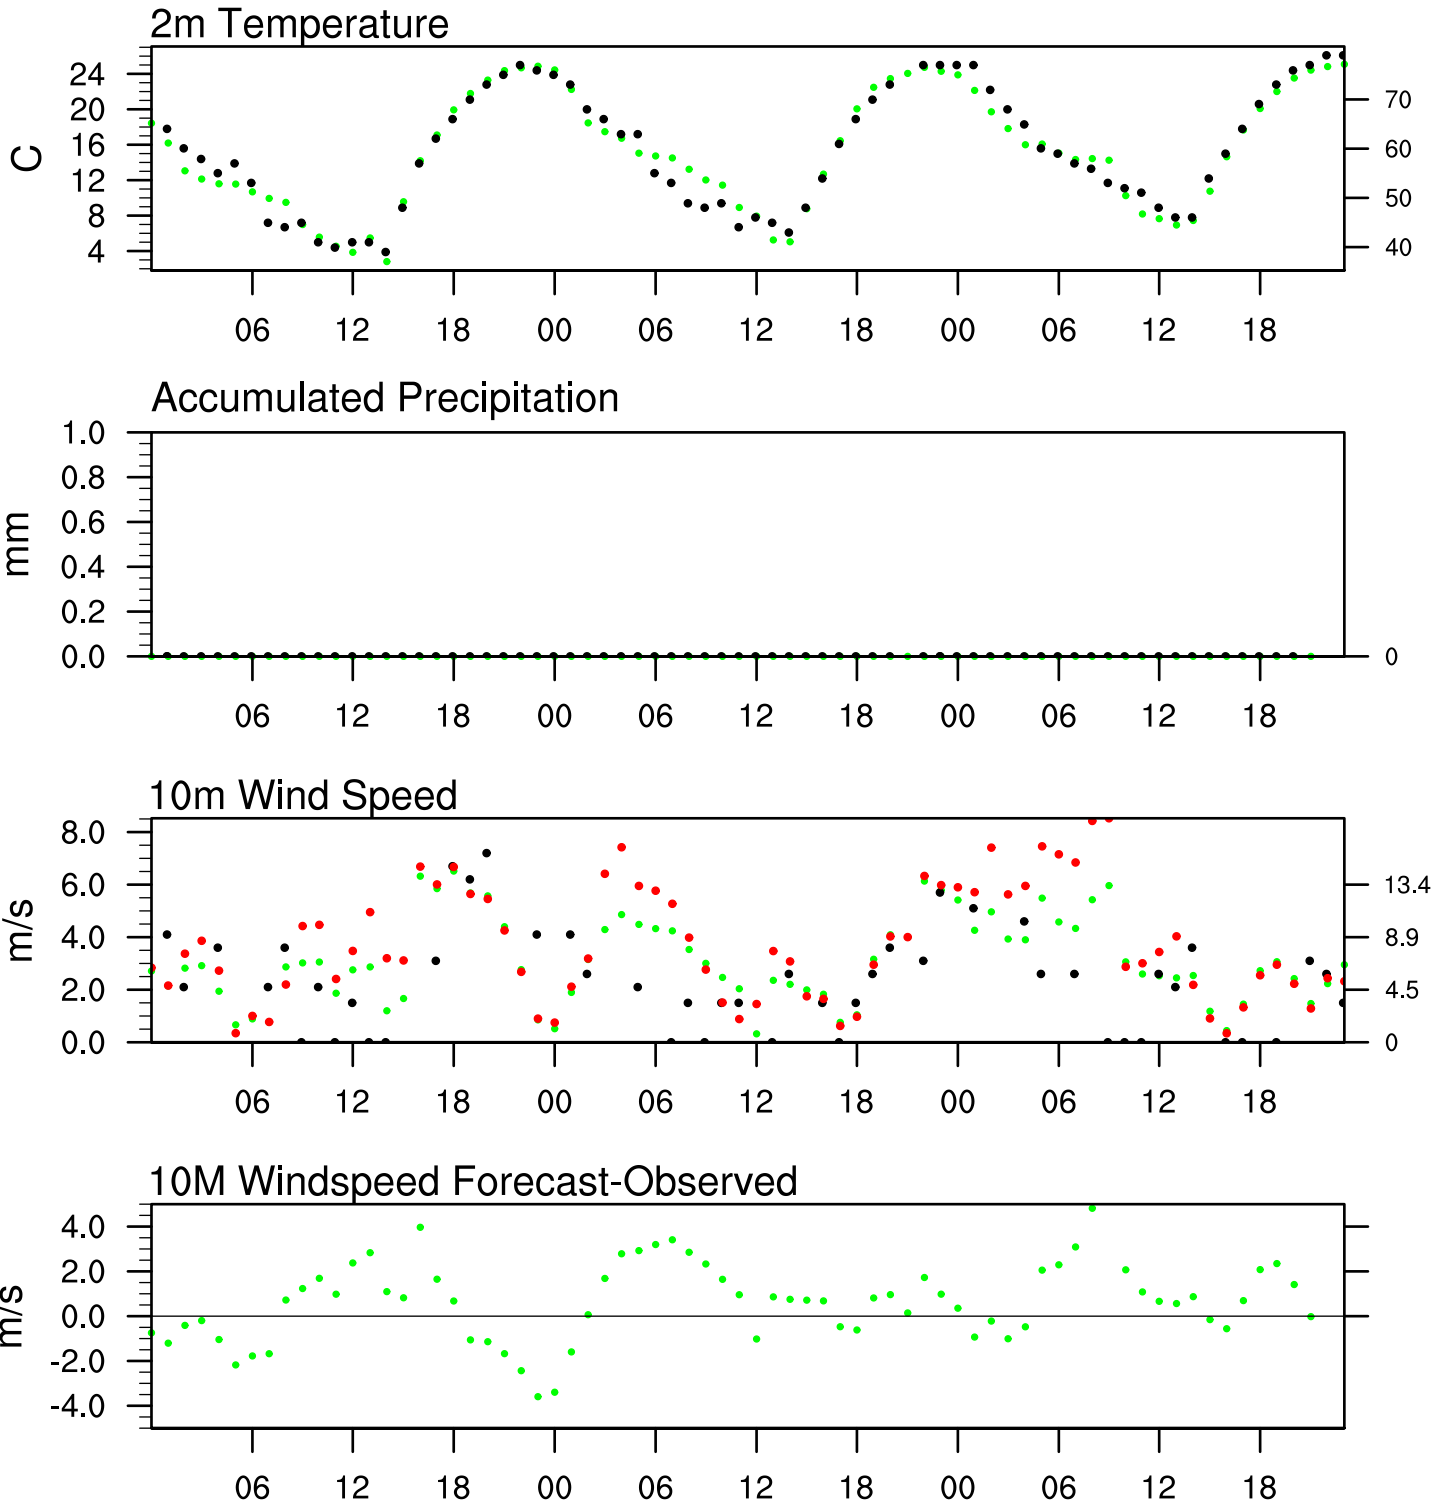 2m Temperature
24
20
16
12
8
4
C
70
60
50
40
06 12 18 00 06 12 18 00 06 12 18
Accumulated Precipitation
1.0
0.8
0.6
0.4
0.2
0.0
mm
0
06 12 18 00 06 12 18 00 06 12 18
10m Wind Speed
8.0
6.0
4.0
2.0
0.0
m/s
13.4
8.9
4.5
0
06 12 18 00 06 12 18 00 06 12 18
10M Windspeed Forecast-Observed
4.0
2.0
0.0
-2.0
-4.0
m/s
06 12 18 00 06 12 18 00 06 12 18